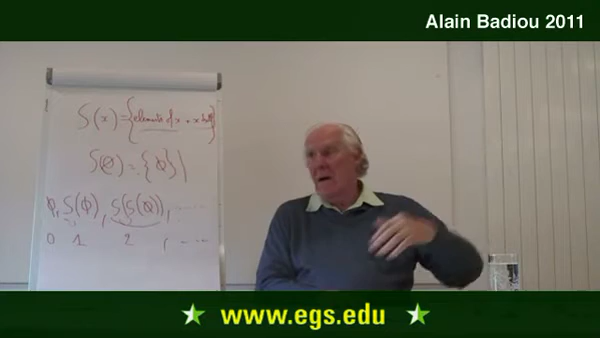 Alain Badiou 2011
S(x) = {elements of x + x itself}
S(∅) = {∅}
∅, S(∅), S(S(∅)), .....
0 1 2 , ....
www.egs.edu